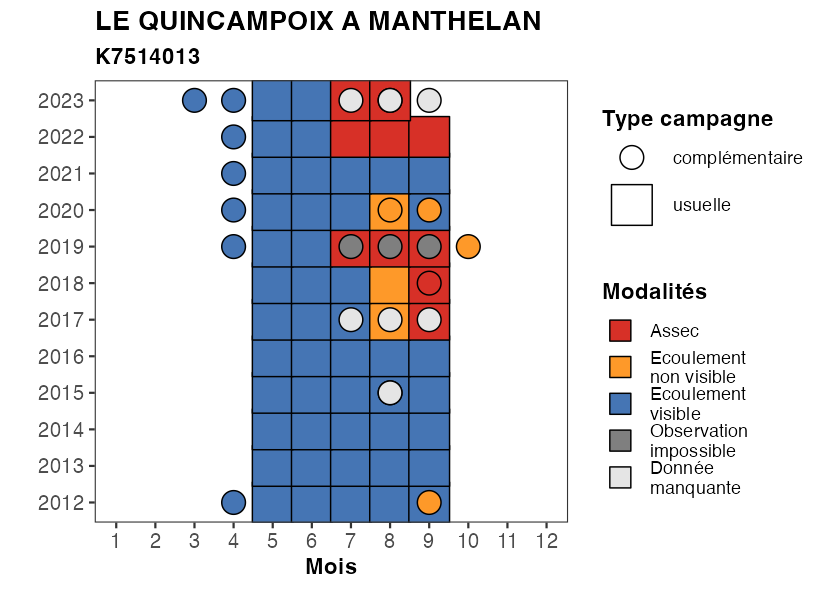 LE QUINCAMPOIX A MANTHELAN
K7514013
2023
2022
2021
2020
2019
2018
2017
2016
2015
2014
2013
2012
1 2 3 4 5 6 7 8 9 10 11 12
Mois
Type campagne
complémentaire
usuelle
Modalités
Assec
Ecoulement
non visible
Ecoulement
visible
Observation
impossible
Donnée
manquante